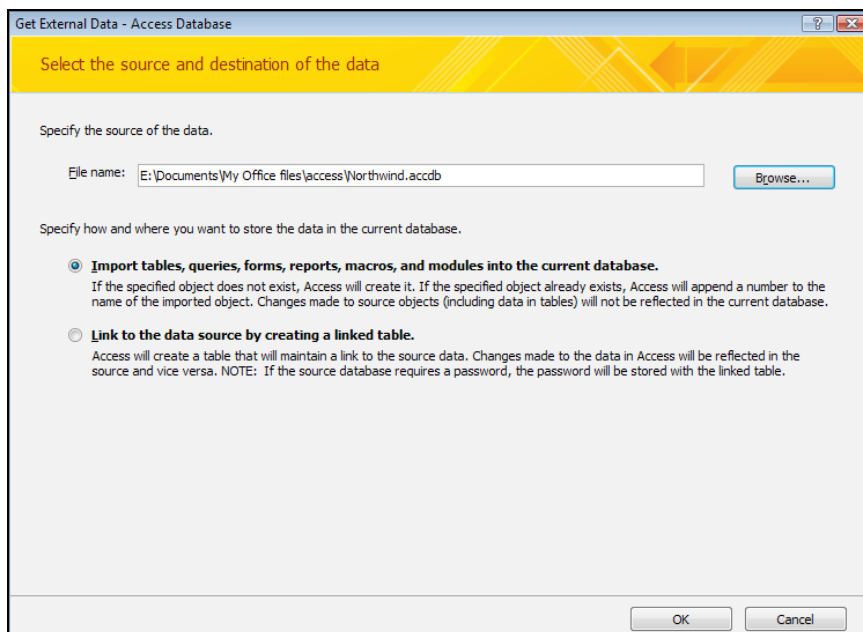 Get External Data - Access Database
Select the source and destination of the data
Specify the source of the data.
File name: E:\Documents\My Office files\access\Northwind.accdb Browse...
Specify how and where you want to store the data in the current database.
Import tables, queries, forms, reports, macros, and modules into the current database.
If the specified object does not exist, Access will create it. If the specified object already exists, Access will append a number to the
name of the imported object. Changes made to source objects (including data in tables) will not be reflected in the current database.
Link to the data source by creating a linked table.
Access will create a table that will maintain a link to the source data. Changes made to the data in Access will be reflected in the
source and vice versa. NOTE: If the source database requires a password, the password will be stored with the linked table.
OK Cancel